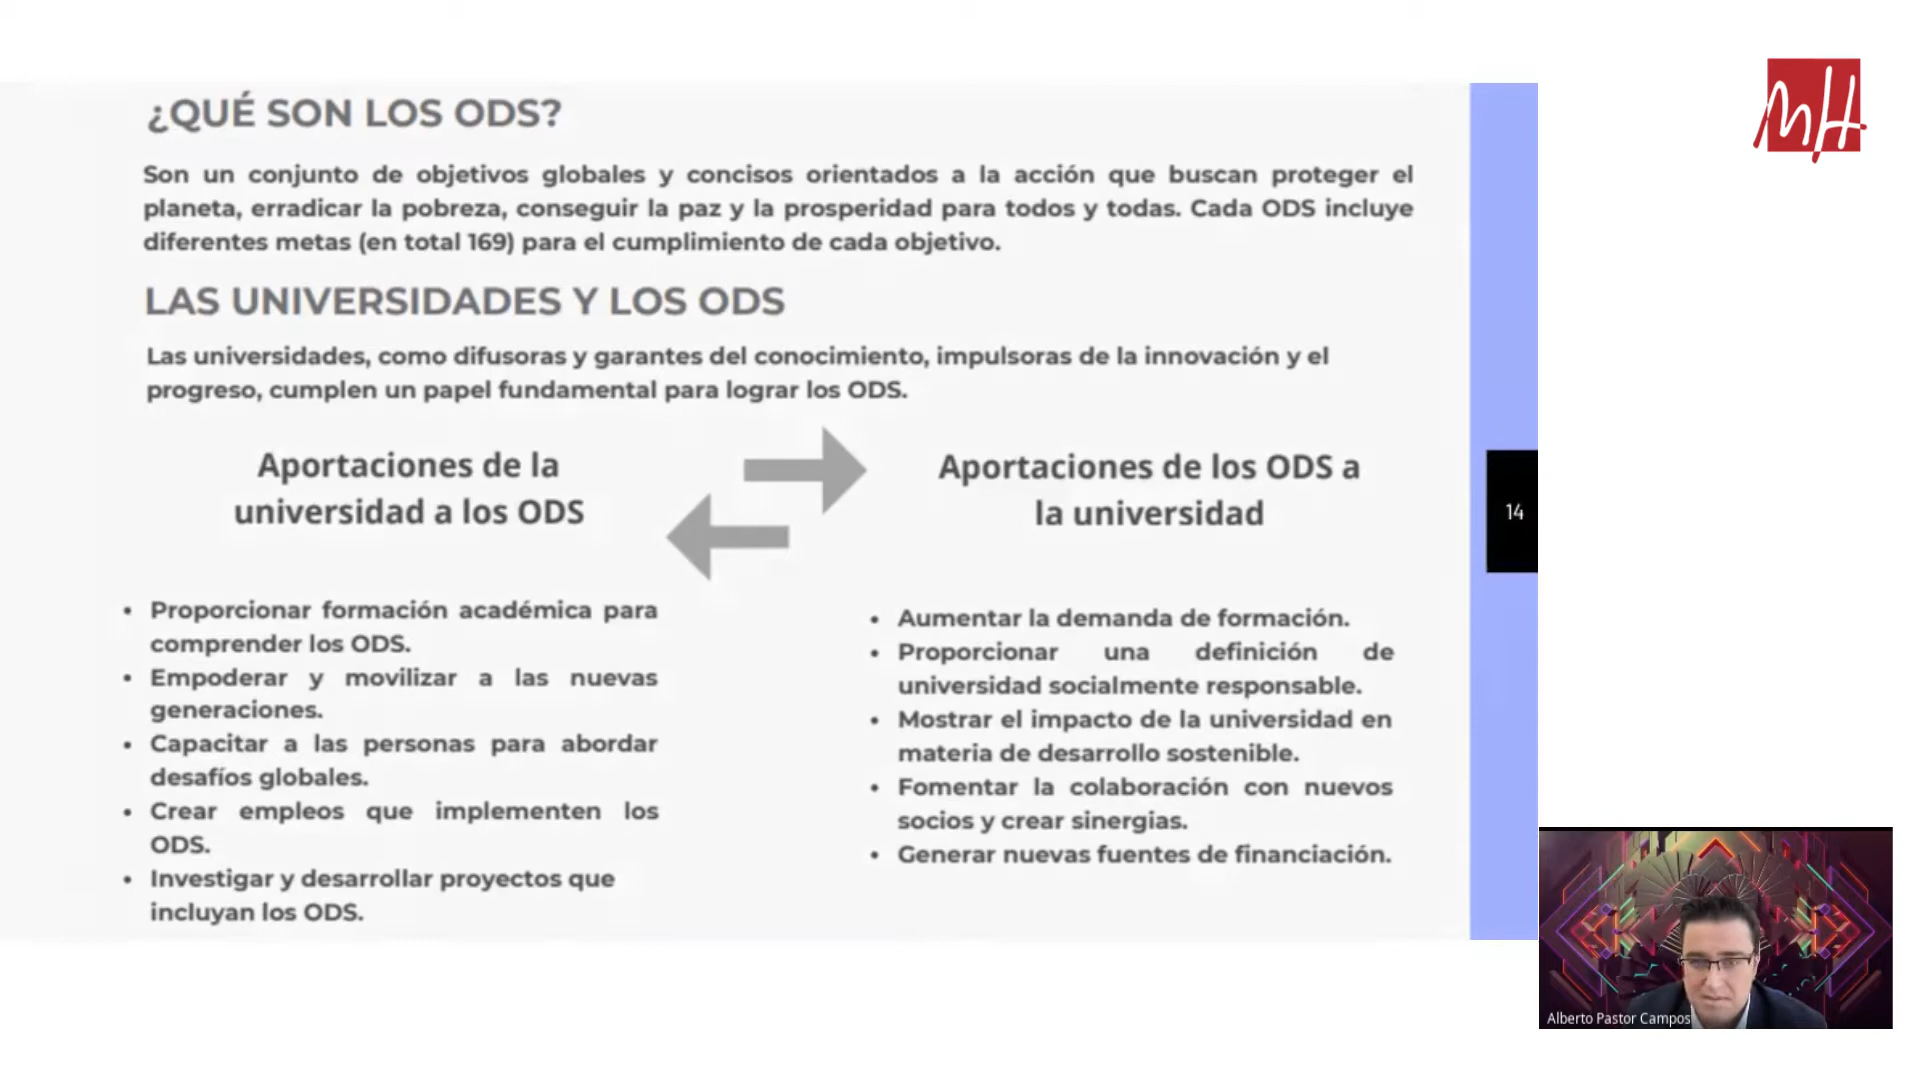 ¿QUÉ SON LOS ODS?
Son un conjunto de objetivos globales y concisos orientados a la acción que buscan proteger el
planeta, erradicar la pobreza, conseguir la paz y la prosperidad para todos y todas. Cada ODS incluye
diferentes metas (en total 169) para el cumplimiento de cada objetivo.
LAS UNIVERSIDADES Y LOS ODS
Las universidades, como difusoras y garantes del conocimiento, impulsoras de la innovación y el
progreso, cumplen un papel fundamental para lograr los ODS.
Aportaciones de la
universidad a los ODS
• Proporcionar formación académica para
comprender los ODS.
• Empoderar y movilizar a las nuevas
generaciones.
• Capacitar a las personas para abordar
desafíos globales.
• Crear empleos que implementen los
ODS.
• Investigar y desarrollar proyectos que
incluyan los ODS.
Aportaciones de los ODS a
la universidad
• Aumentar la demanda de formación.
• Proporcionar una definición de
universidad socialmente responsable.
• Mostrar el impacto de la universidad en
materia de desarrollo sostenible.
• Fomentar la colaboración con nuevos
socios y crear sinergias.
• Generar nuevas fuentes de financiación.
14
MH
Alberto Pastor Campos